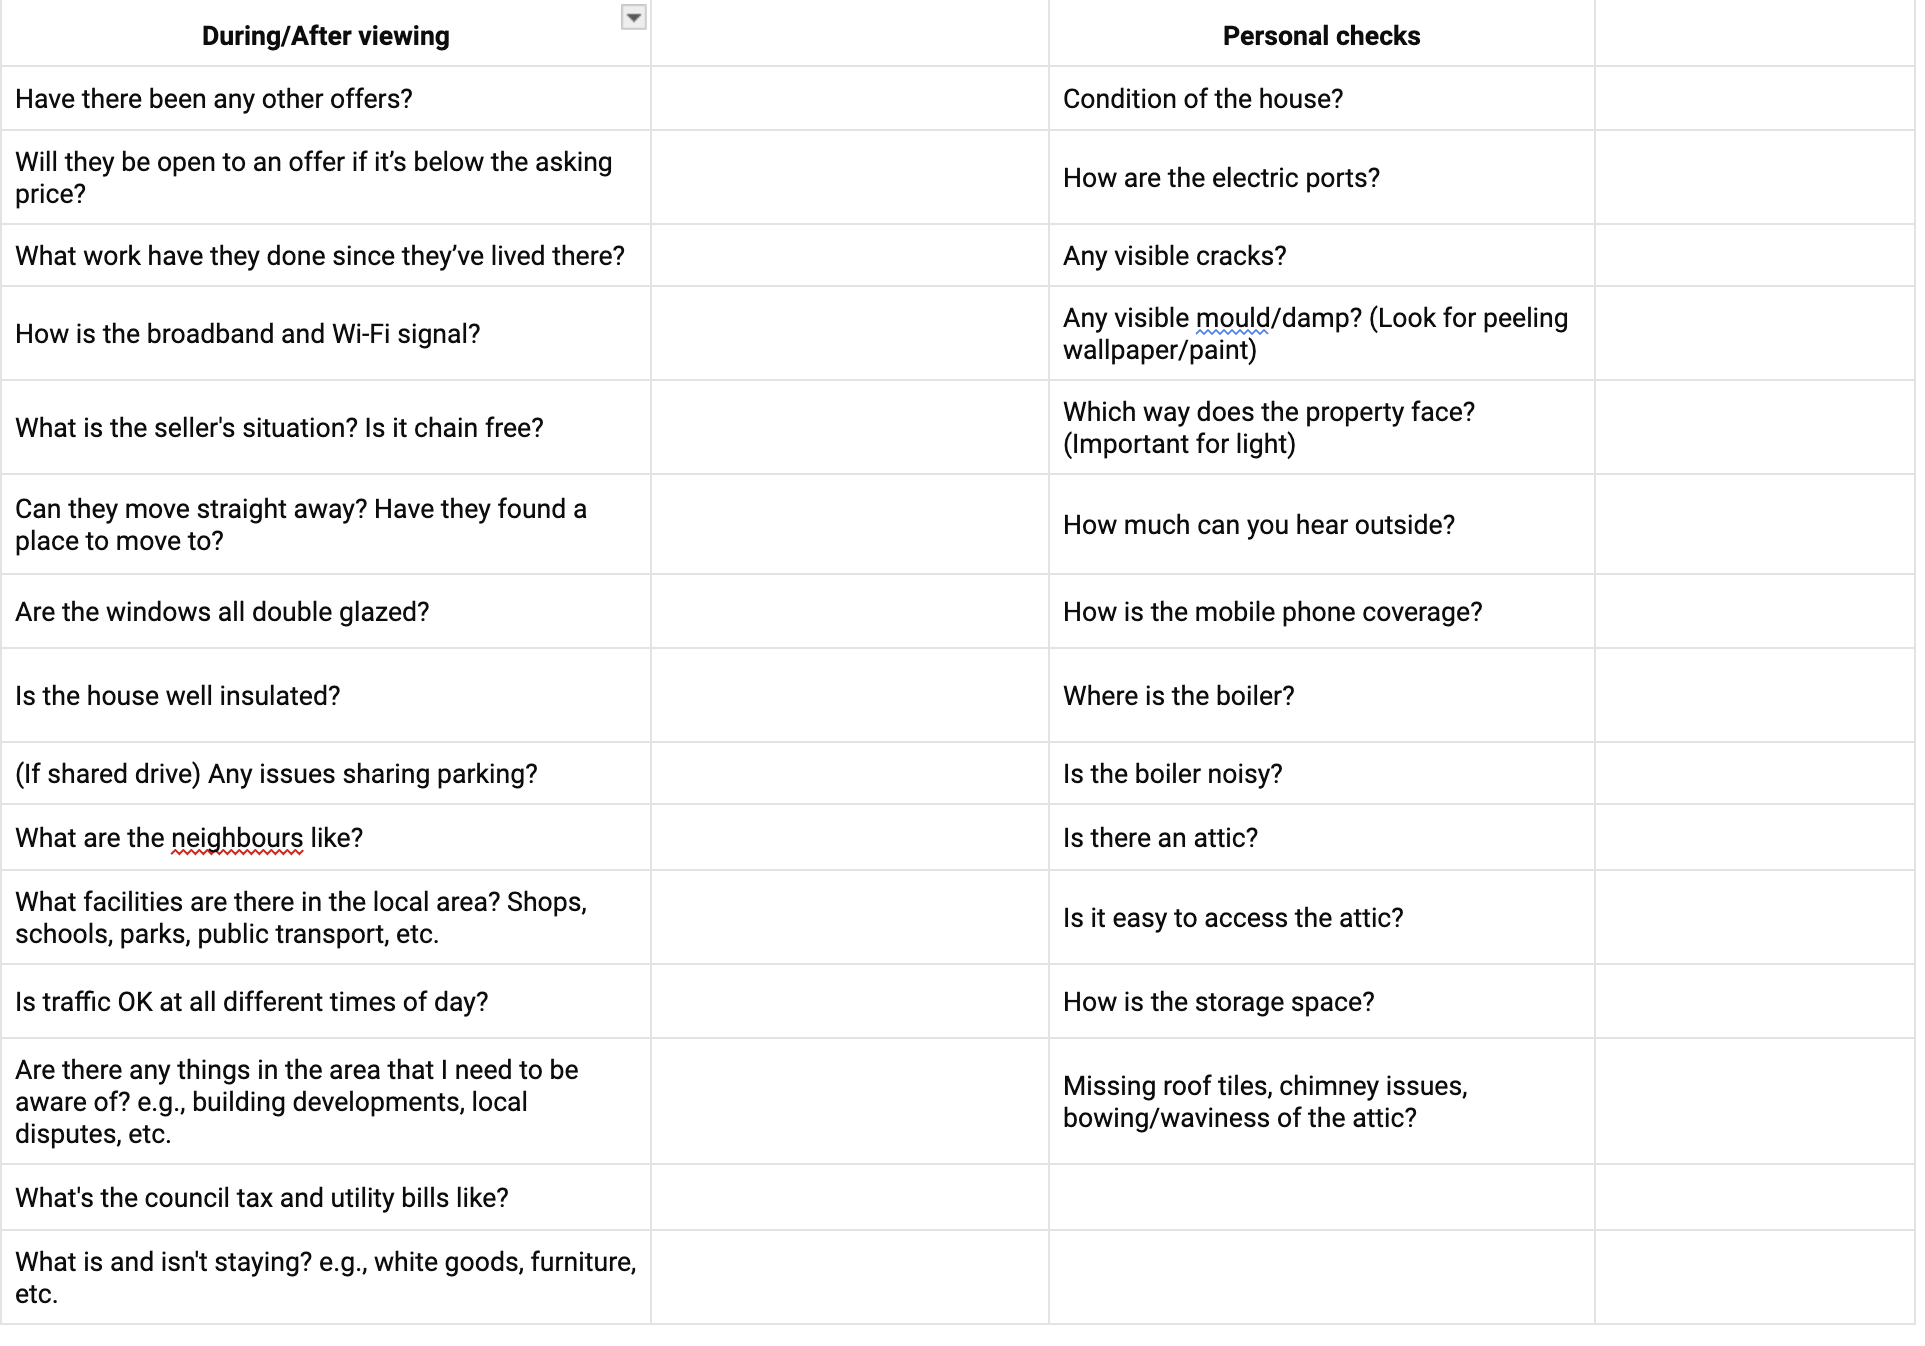 During/After viewing
Personal checks
Have there been any other offers?
Condition of the house?
Will they be open to an offer if it’s below the asking
price?
How are the electric ports?
What work have they done since they’ve lived there?
Any visible cracks?
How is the broadband and Wi-Fi signal?
Any visible mould/damp? (Look for peeling
wallpaper/paint)
What is the seller's situation? Is it chain free?
Which way does the property face?
(Important for light)
Can they move straight away? Have they found a
place to move to?
How much can you hear outside?
Are the windows all double glazed?
How is the mobile phone coverage?
Is the house well insulated?
Where is the boiler?
(If shared drive) Any issues sharing parking?
Is the boiler noisy?
What are the neighbours like?
Is there an attic?
What facilities are there in the local area? Shops,
schools, parks, public transport, etc.
Is it easy to access the attic?
Is traffic OK at all different times of day?
How is the storage space?
Are there any things in the area that I need to be
aware of? e.g., building developments, local
disputes, etc.
Missing roof tiles, chimney issues,
bowing/waviness of the attic?
What's the council tax and utility bills like?
What is and isn't staying? e.g., white goods, furniture,
etc.